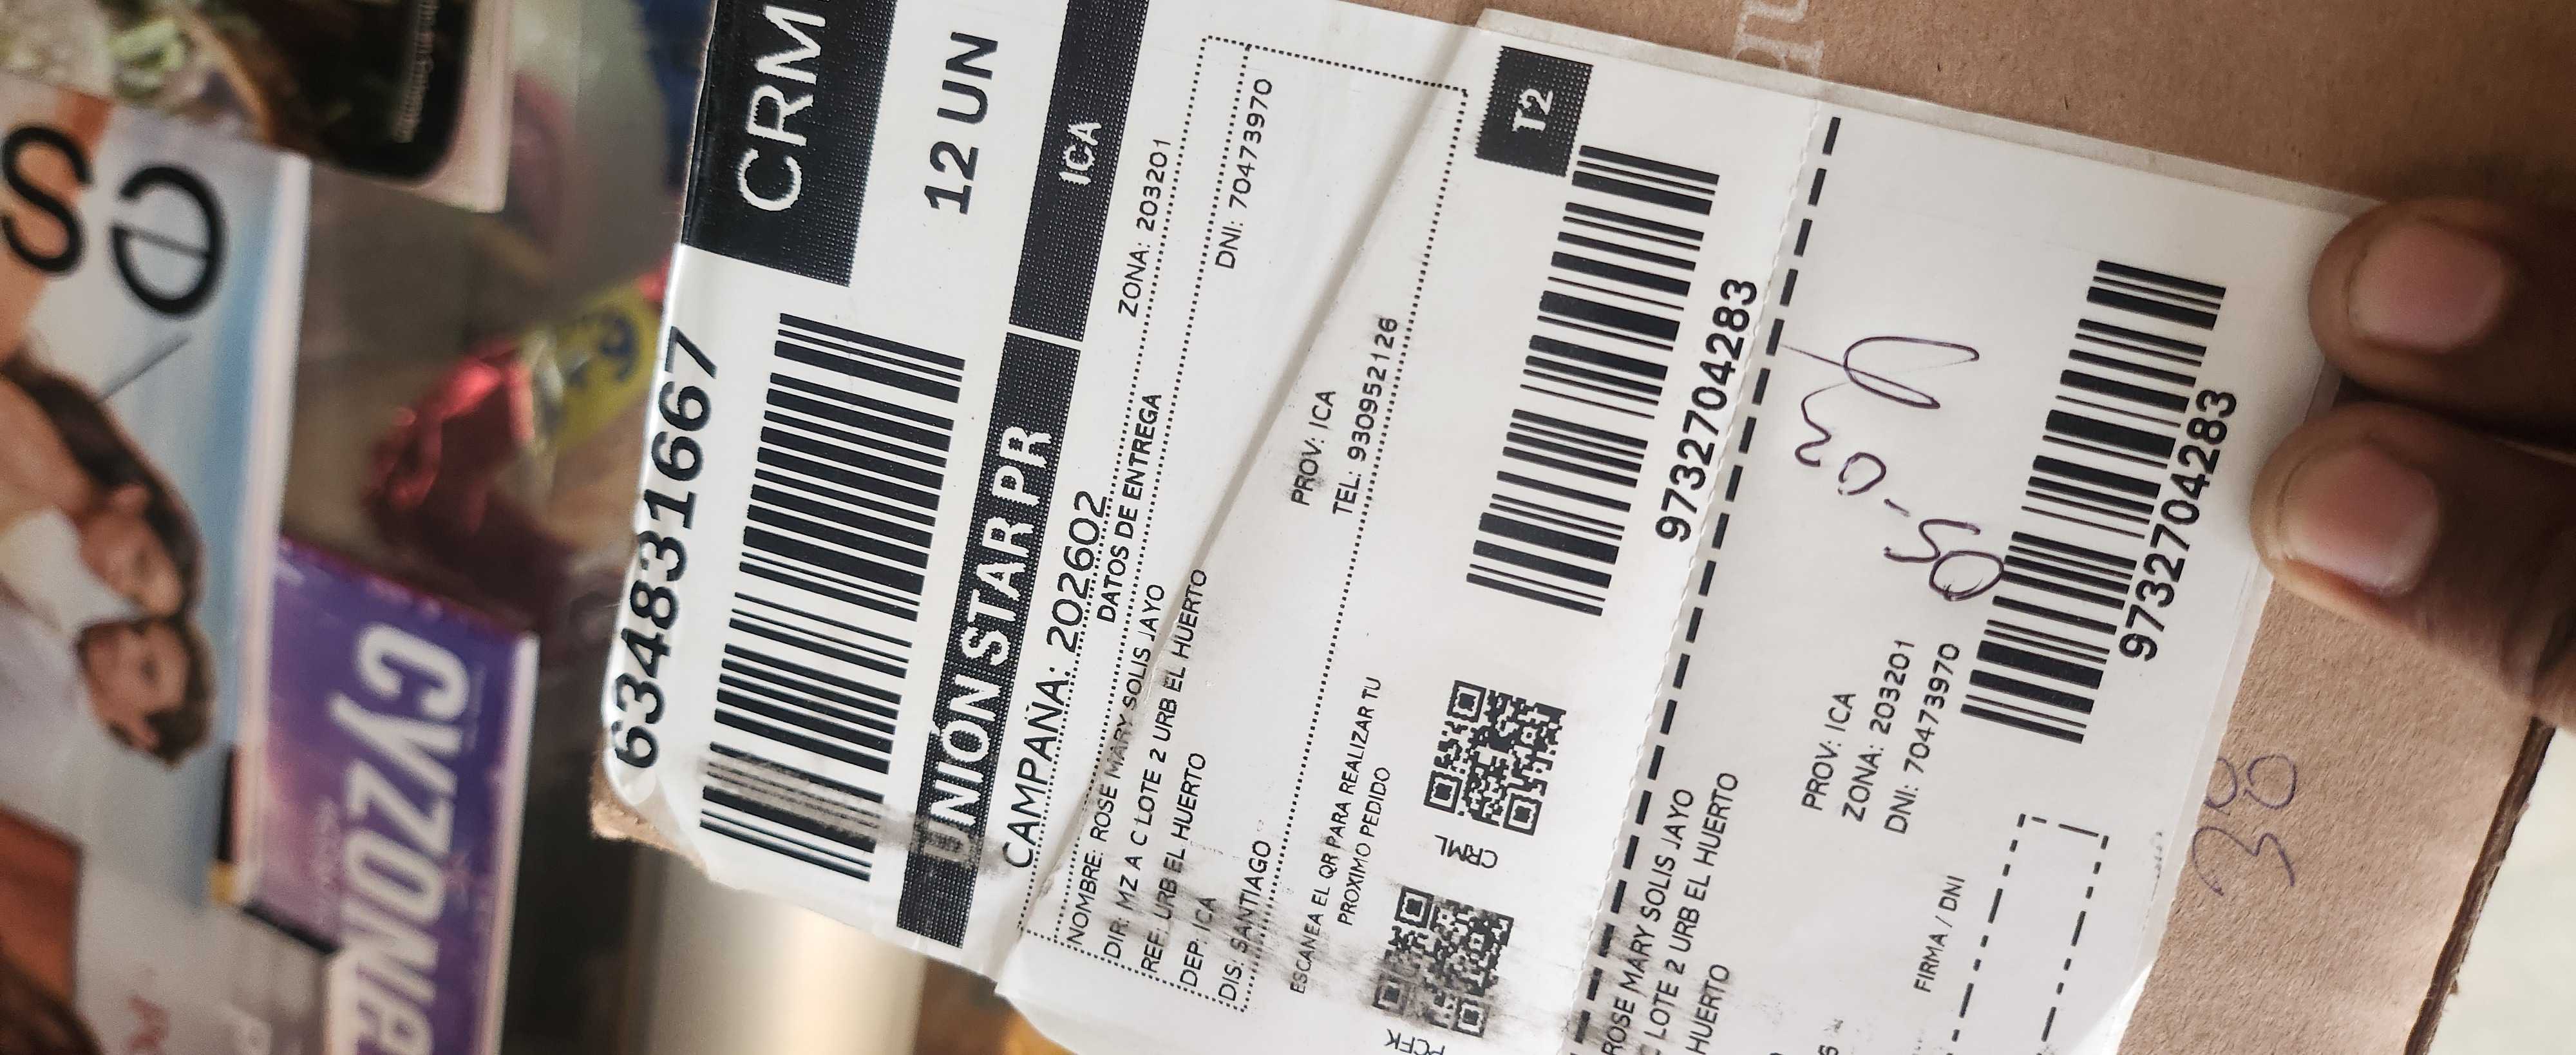 6348331667
CRM
12 UN
UNIÓN STAR PR
ICA
CAMPAÑA: 202602
ZONA: 203201
DATOS DE ENTREGA
NOMBRE: ROSE MARY SOLIS JAYO
DNI: 70473970
DIR: MZ A C LOTE 2 URB EL HUERTO
REF: URB EL HUERTO
DEP: ICA
PROV: ICA
DIS: SANTIAGO
TEL: 930952126
ESCANEA EL QR PARA REALIZAR TU
PROXIMO PEDIDO
T2
CRML
9732704283
ROSE MARY SOLIS JAYO
C LOTE 2 URB EL HUERTO
HUERTO
PROV: ICA
ZONA: 203201
DNI: 70473970
FIRMA / DNI
9732704283
38
CYZONE